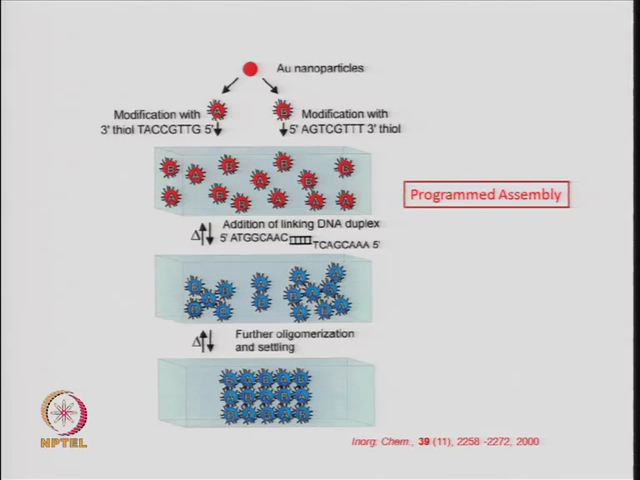 Au nanoparticles
Modification with
3' thiol TACCGTTG 5'
Modification with
5' AGTCGTTT 3' thiol
Programmed Assembly
Addition of linking DNA duplex
Δ
5' ATGGCAAC
TCAGCAAA 5'
Further oligomerization
and settling
Δ
NPTEL
Inorg. Chem., 39 (11), 2258 -2272, 2000